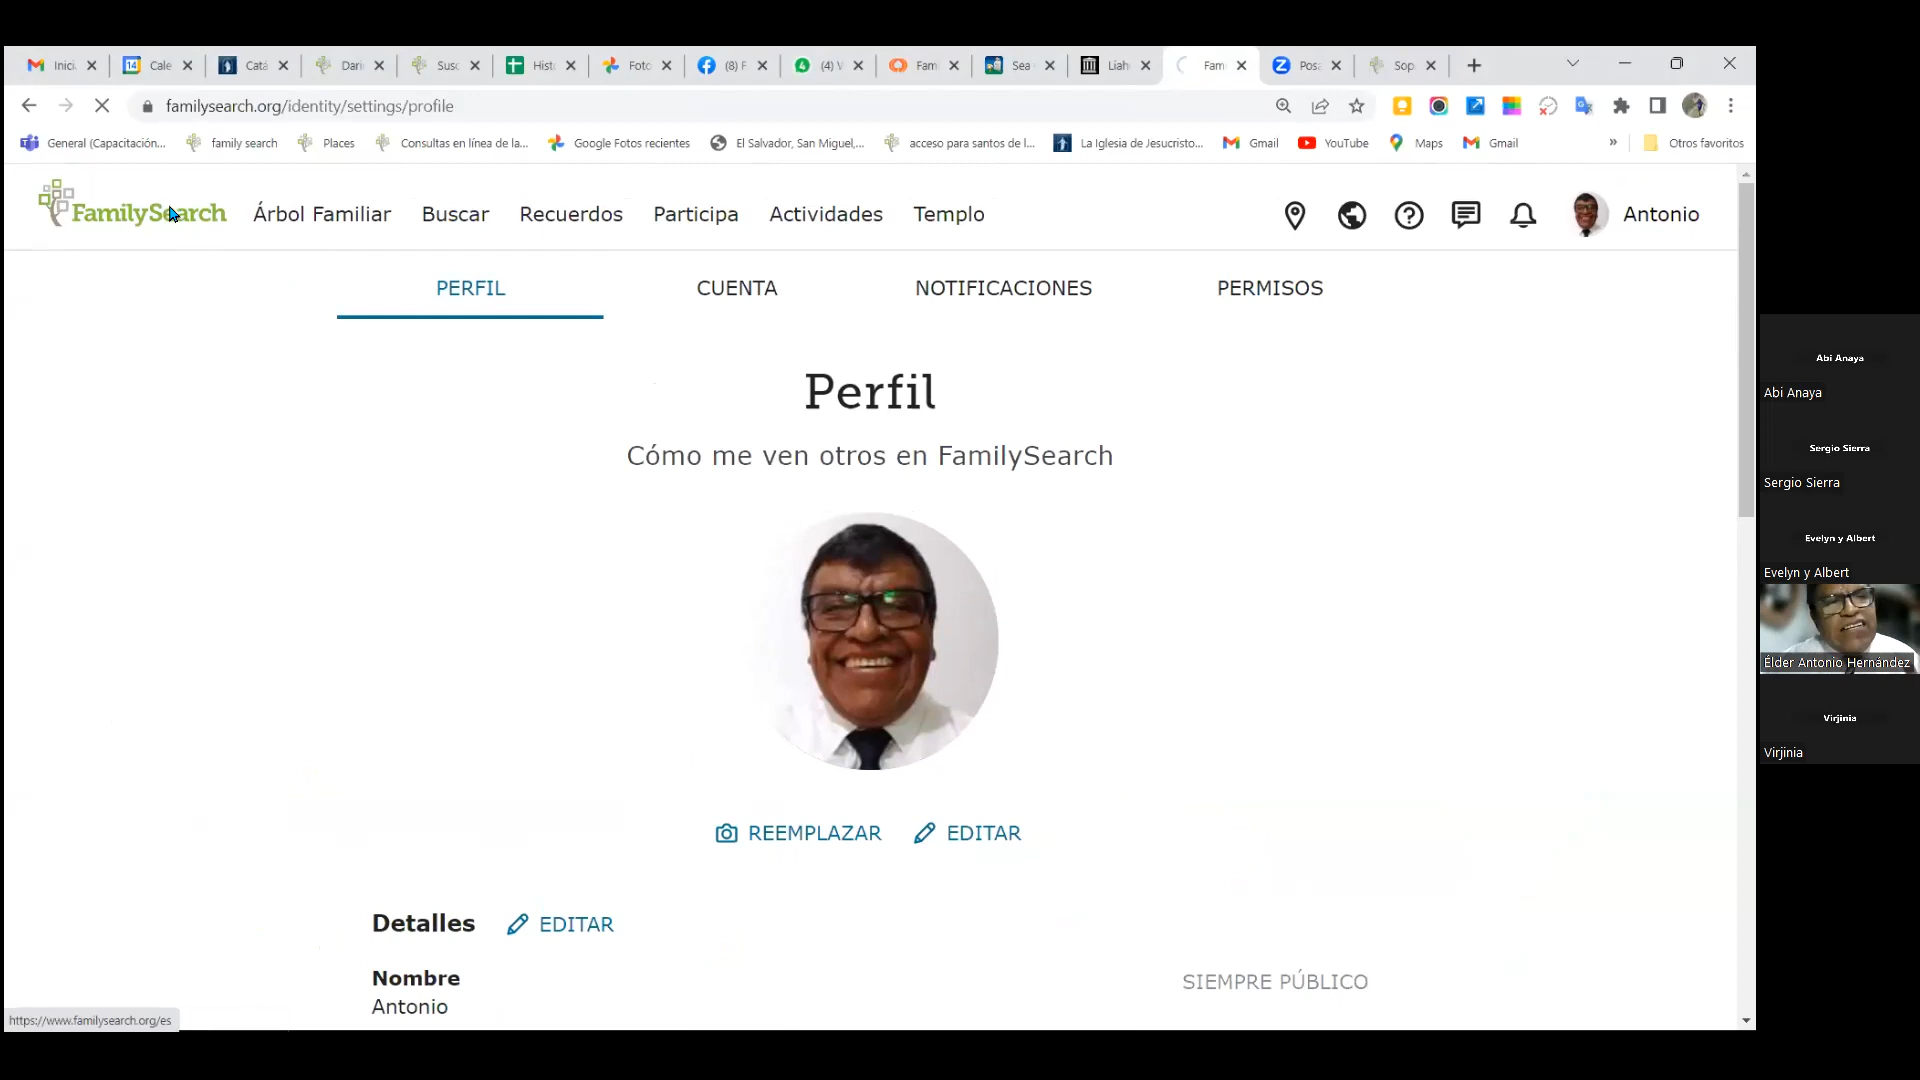 Inici
Cale
Catá
Dari
Susc
Hist
Foto
(8) F
(4) V
Fam
Sea
Liah
Fam
Pos
Sop
familysearch.org/identity/settings/profile
General (Capacitación...
family search
Places
Consultas en línea de la...
Google Fotos recientes
El Salvador, San Miguel,...
acceso para santos de l...
La Iglesia de Jesucristo...
Gmail
YouTube
Maps
Gmail
»
Otros favoritos
FamilySearch
Árbol Familiar
Buscar
Recuerdos
Participa
Actividades
Templo
Antonio
PERFIL
CUENTA
NOTIFICACIONES
PERMISOS
Perfil
Cómo me ven otros en FamilySearch
REEMPLAZAR
EDITAR
Detalles
EDITAR
Nombre
SIEMPRE PÚBLICO
Antonio
https://www.familysearch.org/es
Abi Anaya
Abi Anaya
Sergio Sierra
Sergio Sierra
Evelyn y Albert
Evelyn y Albert
Élder Antonio Hernández
Virjinia
Virjinia